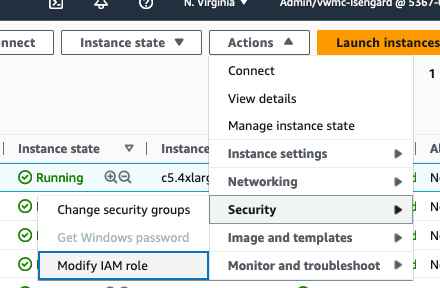 N. Virginia ▼
Admin/vwmc-isengard @ 5367-
Connect
Instance state ▼
Actions ▲
Launch instances
1
Connect
View details
Manage instance state
Instance state
Instance
Instance settings
Running
c5.4xlarg
Networking
Change security groups
Security
Get Windows password
Image and templates
Modify IAM role
Monitor and troubleshoot